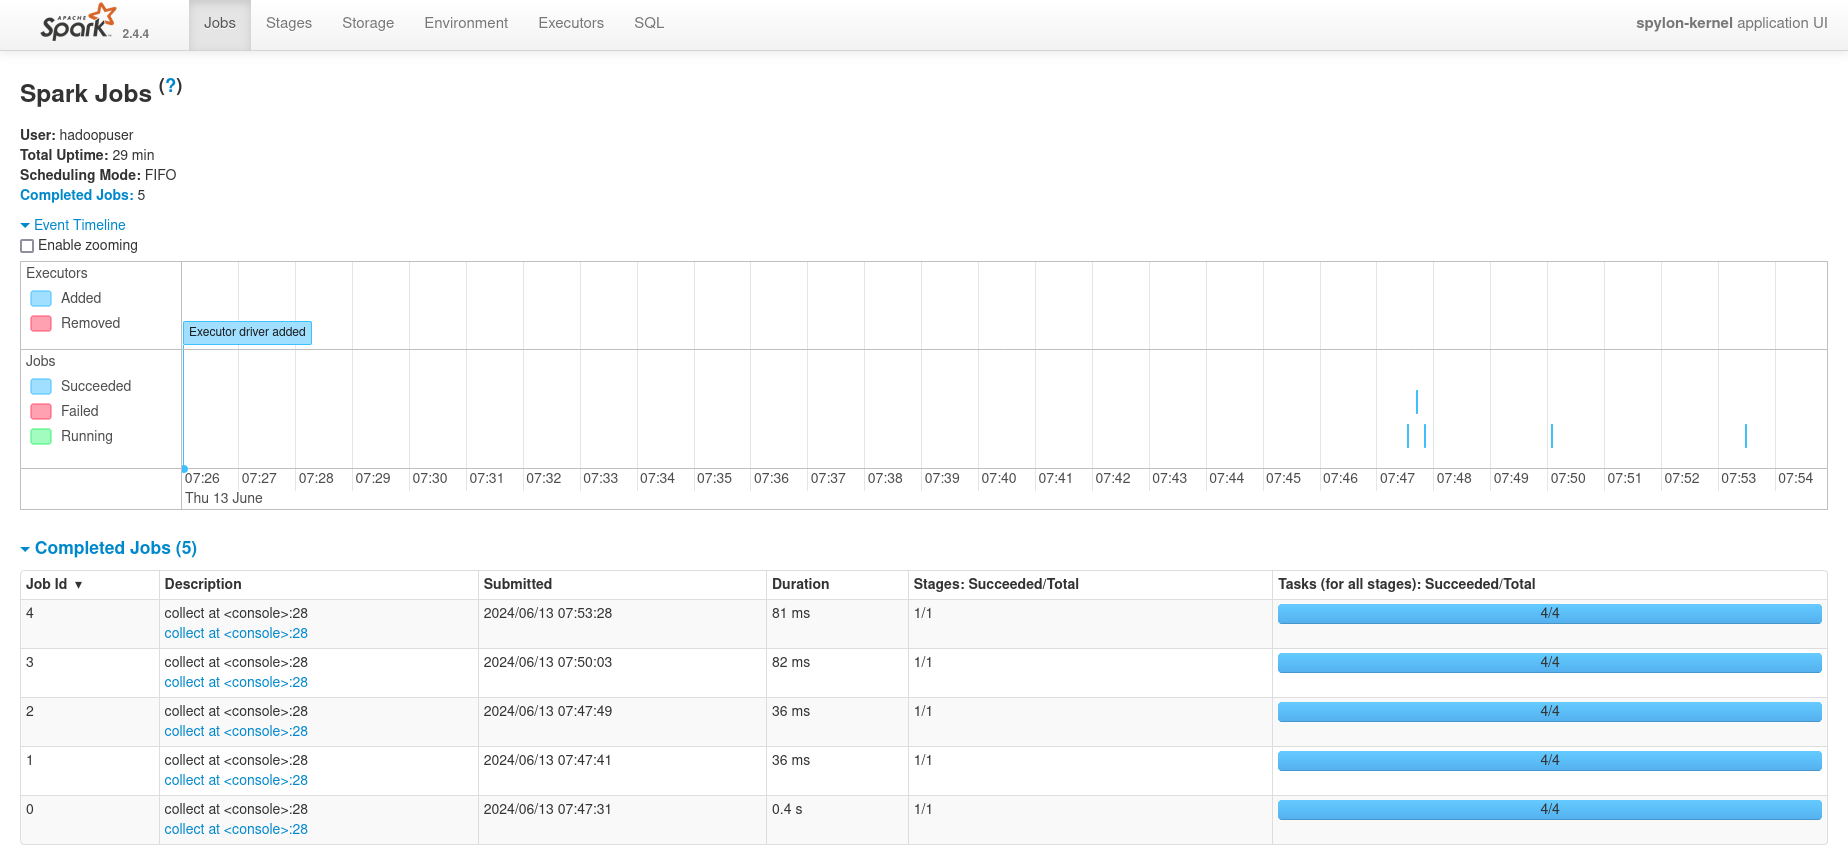 APACHE
Spark 2.4.4 Jobs Stages Storage Environment Executors SQL spylon-kernel application UI
Spark Jobs (?)
User: hadoopuser
Total Uptime: 29 min
Scheduling Mode: FIFO
Completed Jobs: 5
Event Timeline
Enable zooming
Executors
Added
Removed
Executor driver added
Jobs
Succeeded
Failed
Running
07:26 07:27 07:28 07:29 07:30 07:31 07:32 07:33 07:34 07:35 07:36 07:37 07:38 07:39 07:40 07:41 07:42 07:43 07:44 07:45 07:46 07:47 07:48 07:49 07:50 07:51 07:52 07:53 07:54
Thu 13 June
Completed Jobs (5)
Job Id ▾ Description Submitted Duration Stages: Succeeded/Total Tasks (for all stages): Succeeded/Total
4 collect at <console>:28 2024/06/13 07:53:28 81 ms 1/1 4/4
collect at <console>:28
3 collect at <console>:28 2024/06/13 07:50:03 82 ms 1/1 4/4
collect at <console>:28
2 collect at <console>:28 2024/06/13 07:47:49 36 ms 1/1 4/4
collect at <console>:28
1 collect at <console>:28 2024/06/13 07:47:41 36 ms 1/1 4/4
collect at <console>:28
0 collect at <console>:28 2024/06/13 07:47:31 0.4 s 1/1 4/4
collect at <console>:28